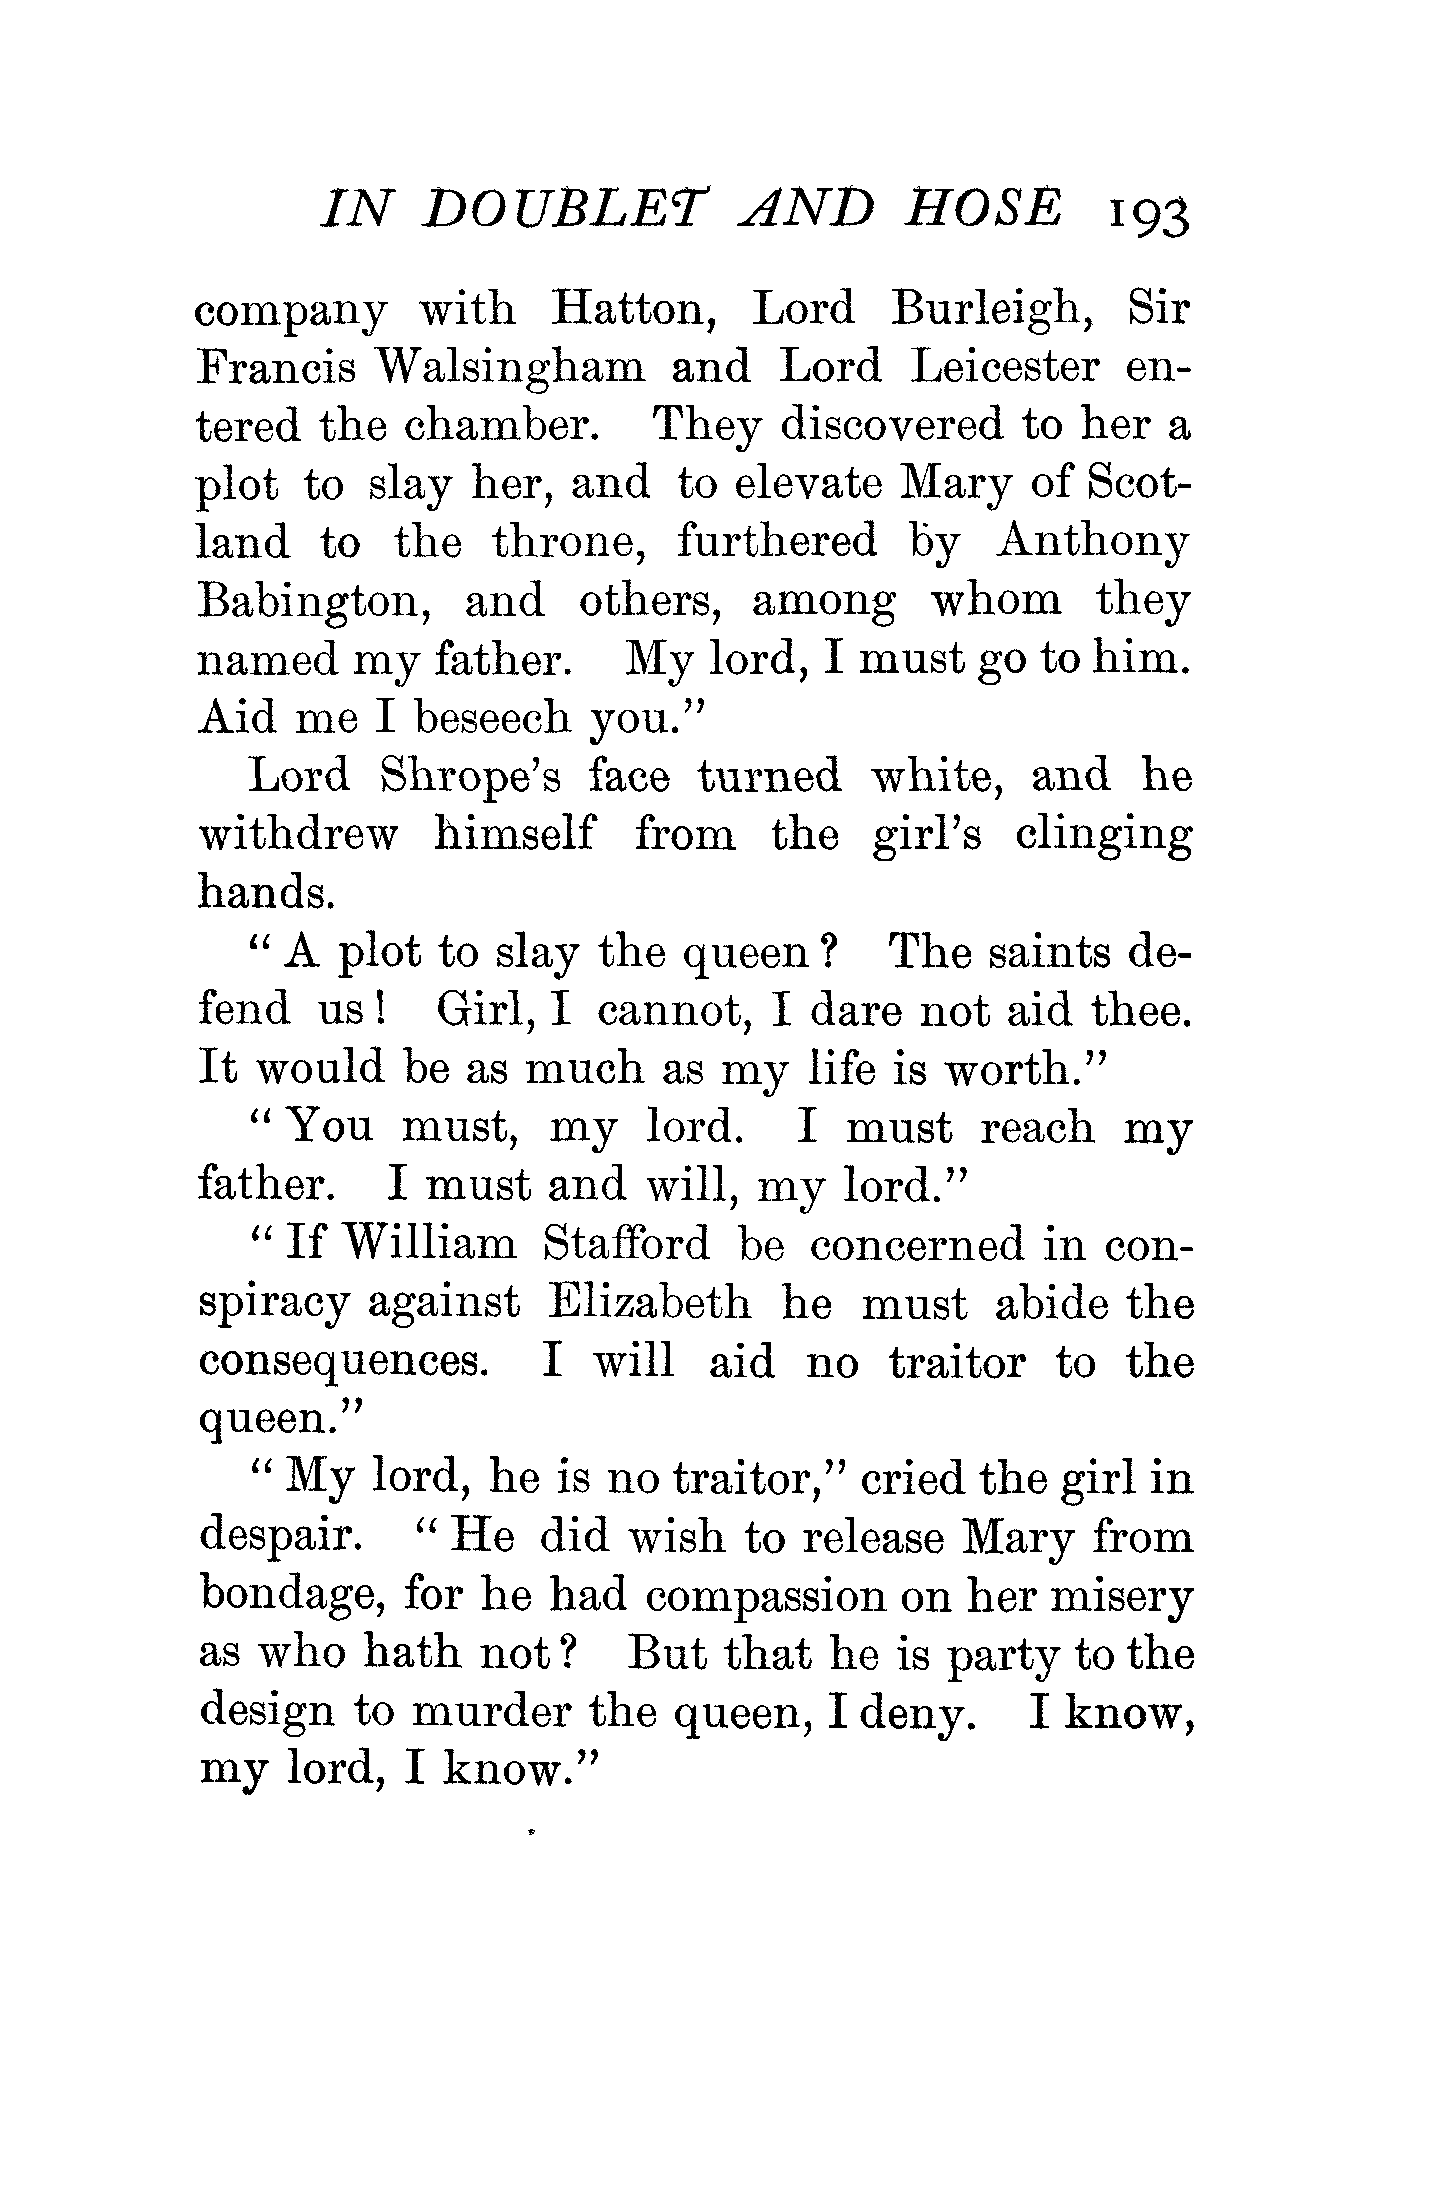 IN DOUBLET AND HOSE 193
company with Hatton, Lord Burleigh, Sir
Francis Walsingham and Lord Leicester en-
tered the chamber. They discovered to her a
plot to slay her, and to elevate Mary of Scot-
land to the throne, furthered by Anthony
Babington, and others, among whom they
named my father. My lord, I must go to him.
Aid me I beseech you.”
Lord Shrope’s face turned white, and he
withdrew himself from the girl’s clinging
hands.
“ A plot to slay the queen ? The saints de-
fend us ! Girl, I cannot, I dare not aid thee.
It would be as much as my life is worth.”
“ You must, my lord. I must reach my
father. I must and will, my lord.”
“ If William Stafford be concerned in con-
spiracy against Elizabeth he must abide the
consequences. I will aid no traitor to the
queen.”
“ My lord, he is no traitor,” cried the girl in
despair. “ He did wish to release Mary from
bondage, for he had compassion on her misery
as who hath not ? But that he is party to the
design to murder the queen, I deny. I know,
my lord, I know.”